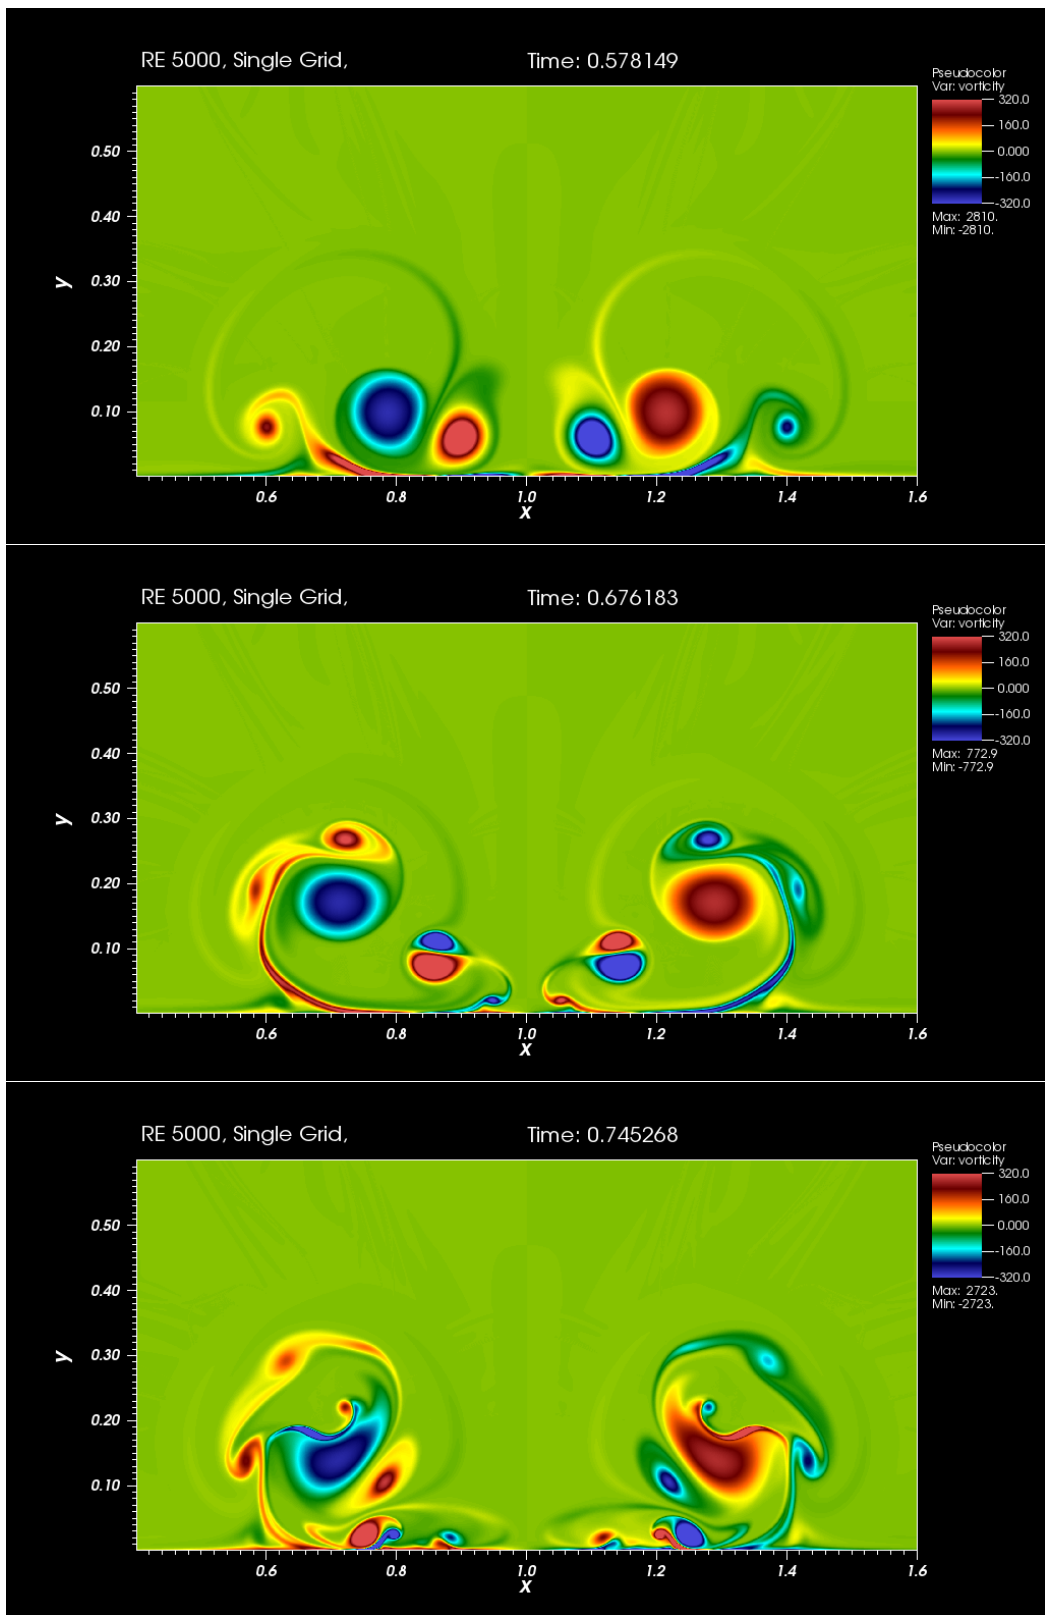 RE 5000, Single Grid, Time: 0.578149
Pseudocolor
Var: vorticity
320.0
160.0
0.000
-160.0
-320.0
Max: 2810.
Min: -2810.
0.50
0.40
0.30
0.20
0.10
y
0.6 0.8 1.0 1.2 1.4 1.6
x
RE 5000, Single Grid, Time: 0.676183
Pseudocolor
Var: vorticity
320.0
160.0
0.000
-160.0
-320.0
Max: 772.9
Min: -772.9
0.50
0.40
0.30
0.20
0.10
y
0.6 0.8 1.0 1.2 1.4 1.6
x
RE 5000, Single Grid, Time: 0.745268
Pseudocolor
Var: vorticity
320.0
160.0
0.000
-160.0
-320.0
Max: 2723.
Min: -2723.
0.50
0.40
0.30
0.20
0.10
y
0.6 0.8 1.0 1.2 1.4 1.6
x